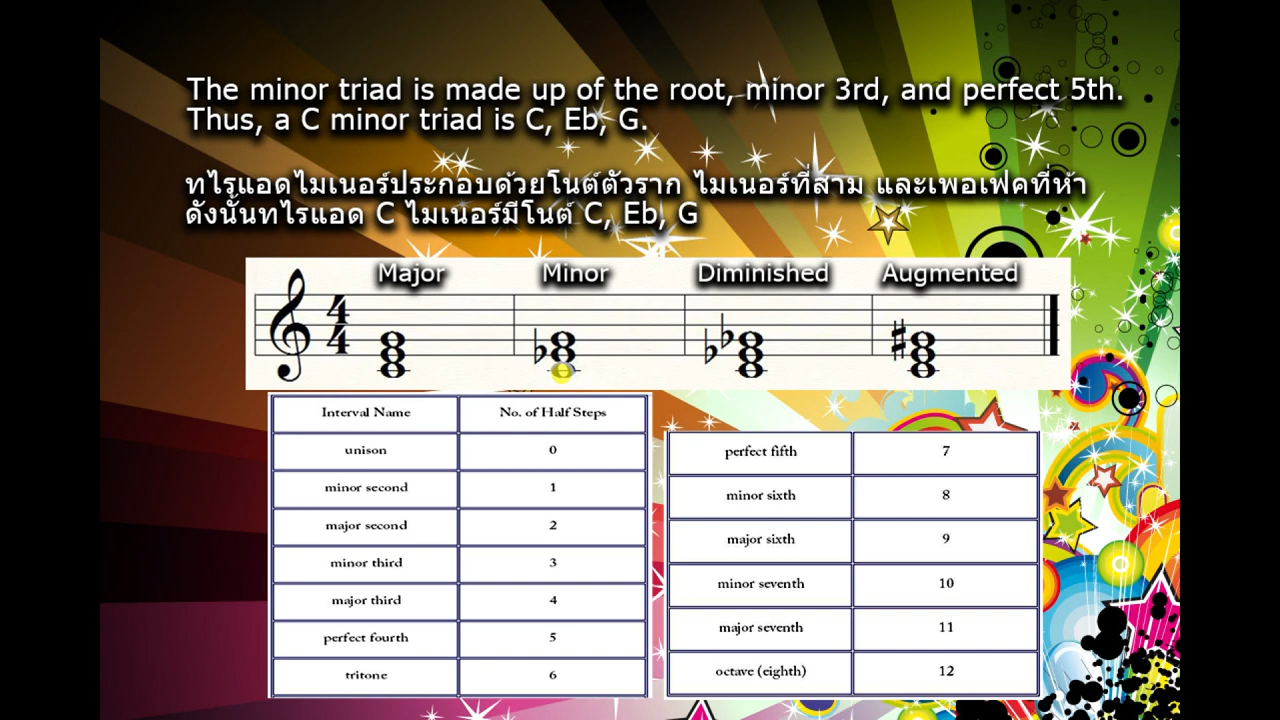 The minor triad is made up of the root, minor 3rd, and perfect 5th.
Thus, a C minor triad is C, Eb, G.
ทไรแอดไมเนอร์ประกอบด้วยโนต์ตัวราก ไมเนอร์ที่สาม และเพอเฟคที่ห้า
ดังนั้นทไรแอด C ไมเนอร์มีโนต์ C, Eb, G
Major Minor Diminished Augmented
4
4
Interval Name No. of Half Steps
unison 0
minor second 1
major second 2
minor third 3
major third 4
perfect fourth 5
tritone 6
perfect fifth 7
minor sixth 8
major sixth 9
minor seventh 10
major seventh 11
octave (eighth) 12